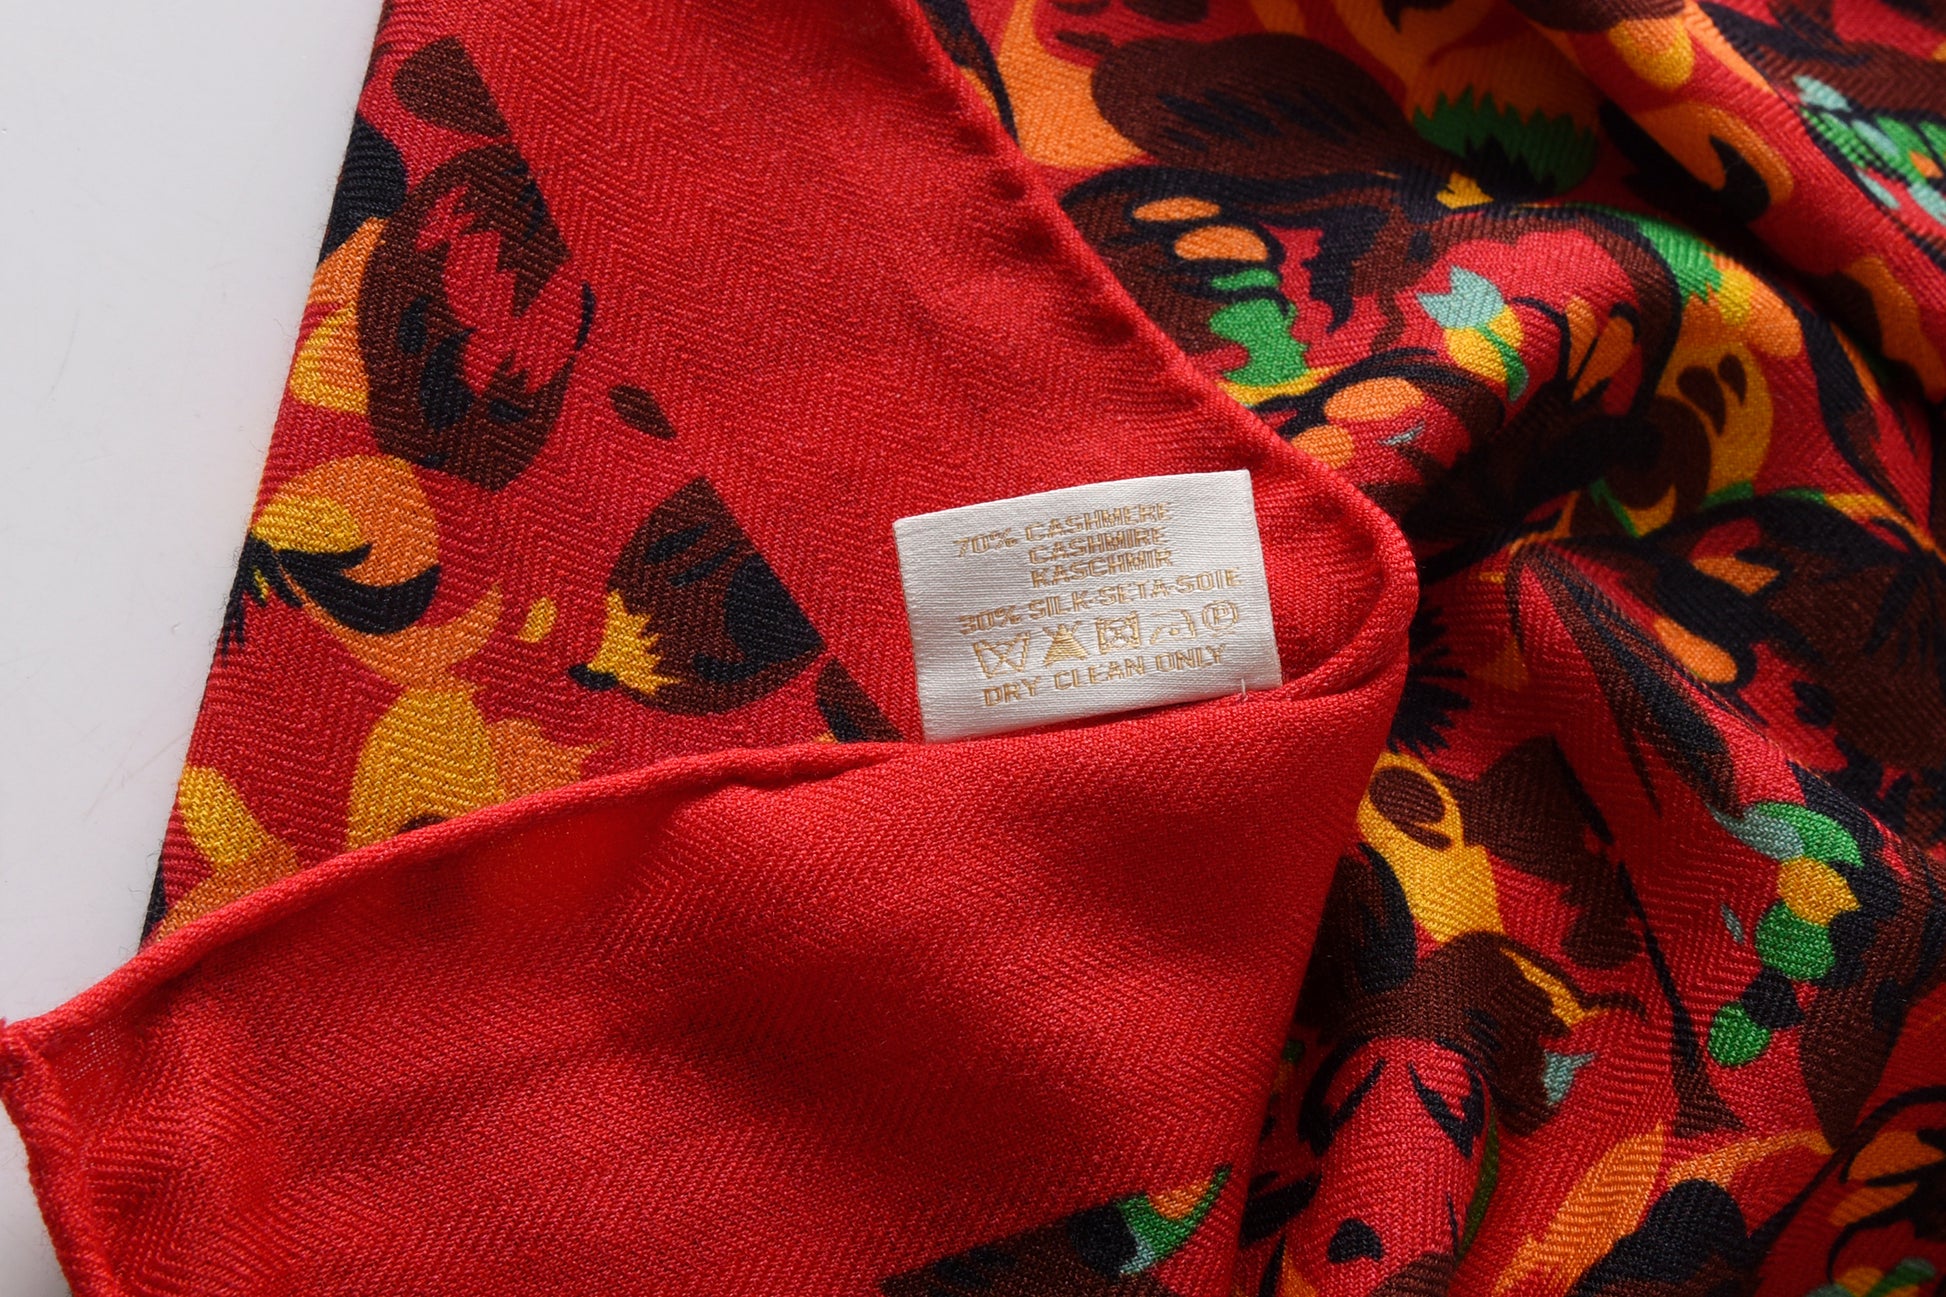 70% CASHMERE
CASHMIRE
KASCHMIR
30% SILK-SETA-SOIE
P
DRY CLEAN ONLY